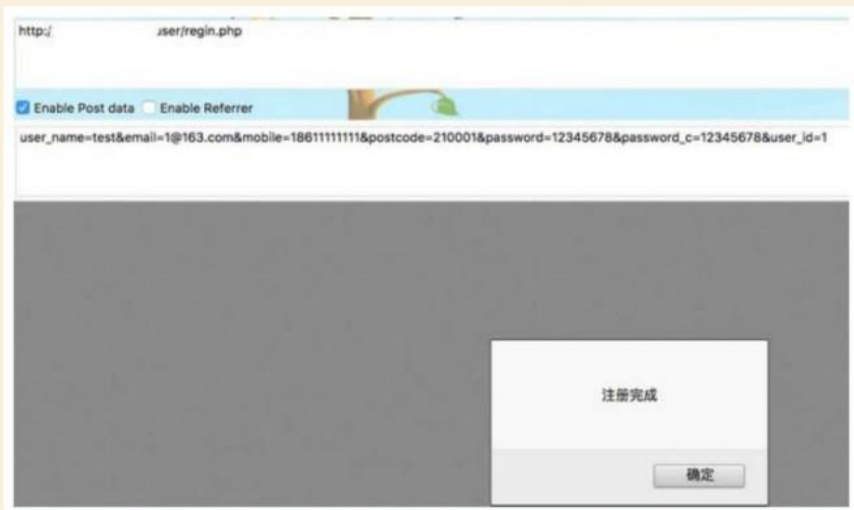 http:/ user/regin.php
Enable Post data Enable Referrer
user_name=test&email=1@163.com&mobile=18611111111&postcode=210001&password=12345678&password_c=12345678&user_id=1
注册完成
确定